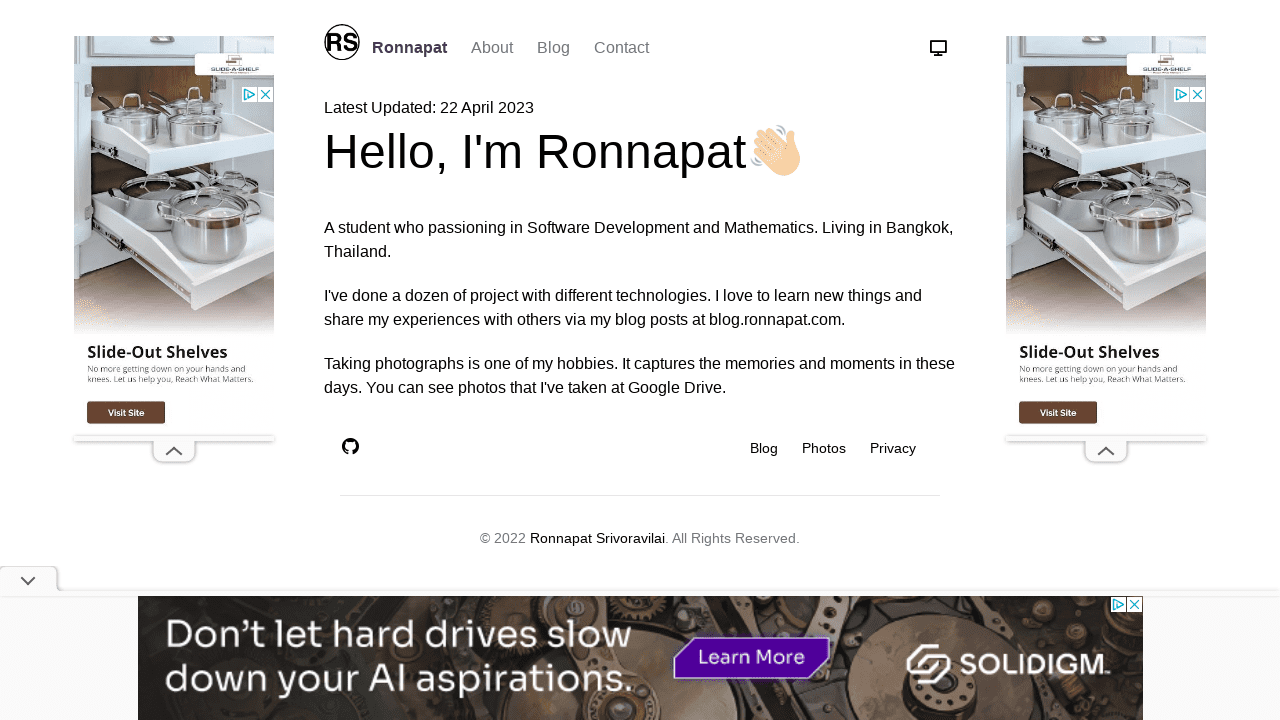 RS
Ronnapat
About
Blog
Contact
Latest Updated: 22 April 2023
Hello, I'm Ronnapat
A student who passioning in Software Development and Mathematics. Living in Bangkok,
Thailand.
I've done a dozen of project with different technologies. I love to learn new things and
share my experiences with others via my blog posts at blog.ronnapat.com.
Taking photographs is one of my hobbies. It captures the memories and moments in these
days. You can see photos that I've taken at Google Drive.
Blog
Photos
Privacy
© 2022 Ronnapat Srivoravilai. All Rights Reserved.
SLIDE-A-SHELF
Slide-Out Shelves
No more getting down on your hands and
knees. Let us help you, Reach What Matters.
Visit Site
SLIDE-A-SHELF
Slide-Out Shelves
No more getting down on your hands and
knees. Let us help you, Reach What Matters.
Visit Site
Don't let hard drives slow
down your AI aspirations.
Learn More
SOLIDIGM